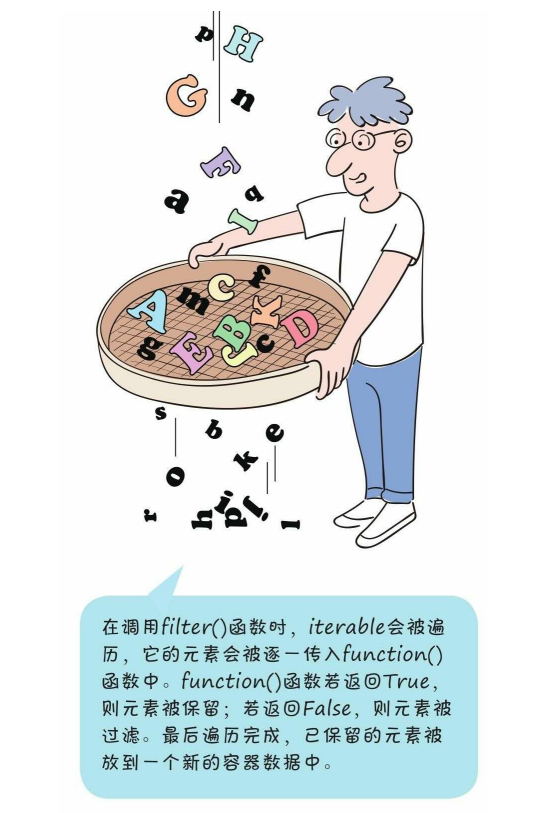 p H
G n
E
a q
I
A m C f
K
g E B J c D
s b e
k
o
r h i p d f i l
在调用filter()函数时，iterable会被遍
历，它的元素会被逐一传入function()
函数中。function()函数若返回True，
则元素被保留；若返回False，则元素被
过滤。最后遍历完成，已保留的元素被
放到一个新的容器数据中。